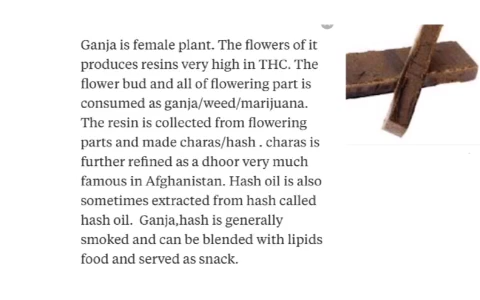 Ganja is female plant. The flowers of it
produces resins very high in THC. The
flower bud and all of flowering part is
consumed as ganja/weed/marijuana.
The resin is collected from flowering
parts and made charas/hash . charas is
further refined as a dhoor very much
famous in Afghanistan. Hash oil is also
sometimes extracted from hash called
hash oil.  Ganja,hash is generally
smoked and can be blended with lipids
food and served as snack.